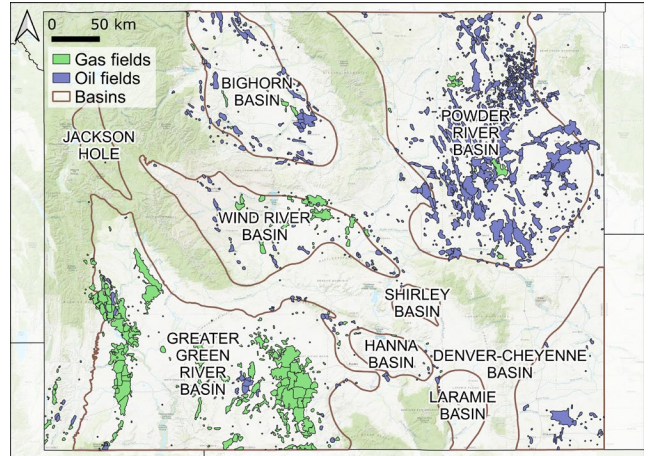 0 50 km
Gas fields
Oil fields
Basins
BIGHORN
BASIN
POWDER
RIVER
BASIN
JACKSON
HOLE
WIND RIVER
BASIN
SHIRLEY
BASIN
GREATER
GREEN
RIVER
BASIN
HANNA
BASIN
DENVER-CHEYENNE
BASIN
LARAMIE
BASIN